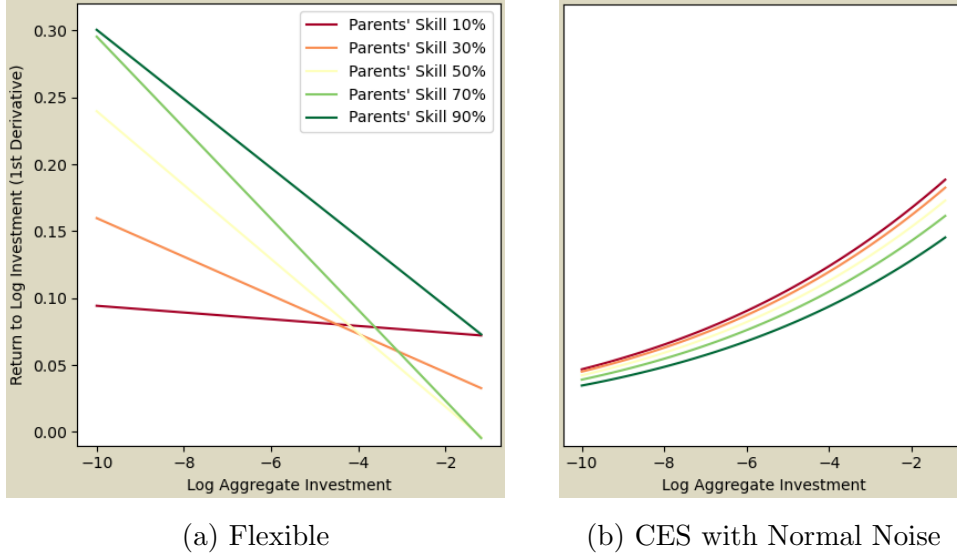 Return to Log Investment (1st Derivative)
0.30
0.25
0.20
0.15
0.10
0.05
0.00
Parents' Skill 10%
Parents' Skill 30%
Parents' Skill 50%
Parents' Skill 70%
Parents' Skill 90%
−10 −8 −6 −4 −2
Log Aggregate Investment
(a) Flexible
−10 −8 −6 −4 −2
Log Aggregate Investment
(b) CES with Normal Noise